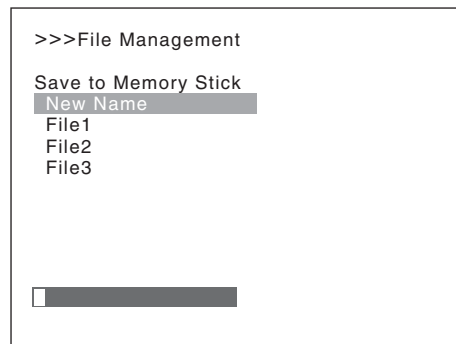 >>>File Management
Save to Memory Stick
New Name
File1
File2
File3